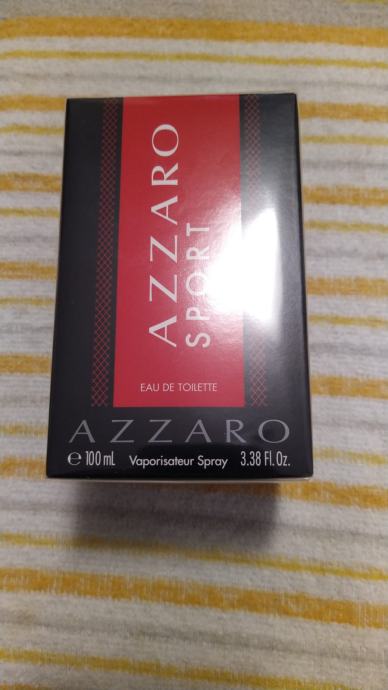 AZZARO
SPORT
EAU DE TOILETTE
AZZARO
℮ 100 mL Vaporisateur Spray 3.38 Fl. Oz.